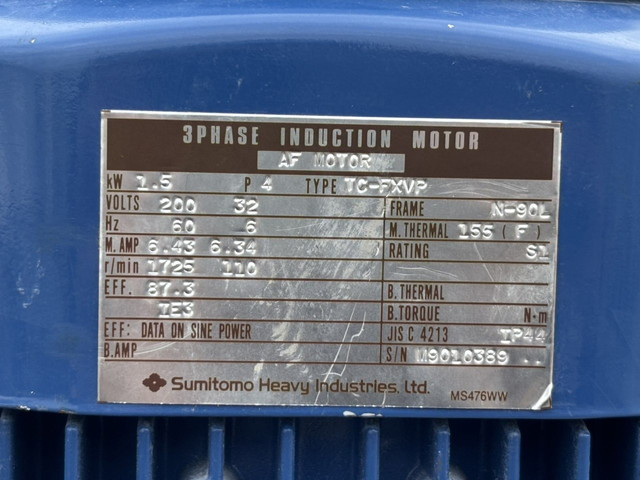 3PHASE INDUCTION MOTOR
AF MOTOR
kW 1.5 P 4 TYPE TC-FXVP
VOLTS 200 32 FRAME N-90L
Hz 60 6 M. THERMAL 155 ( F )
M. AMP 6.43 6.34 RATING S1
r/min 1725 110
EFF. 87.3 B. THERMAL
IE3 B. TORQUE N·m
EFF: DATA ON SINE POWER JIS C 4213 IP44
B.AMP S/N M9010389 ..
Sumitomo Heavy Industries, Ltd. MS476WW